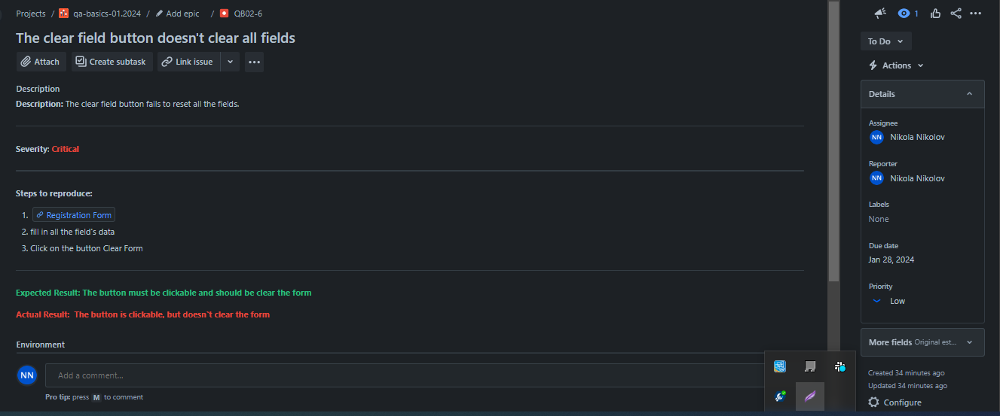 Projects / qa-basics-01.2024 / Add epic / QB02-6
1
The clear field button doesn't clear all fields
Attach Create subtask Link issue
To Do
Actions
Description
Description: The clear field button fails to reset all the fields.
Severity: Critical
Steps to reproduce:
1. Registration Form
2. fill in all the field's data
3. Click on the button Clear Form
Expected Result: The button must be clickable and should be clear the form
Actual Result: The button is clickable, but doesn`t clear the form
Environment
NN Add a comment...
Pro tip: press M to comment
Details
Assignee
NN Nikola Nikolov
Reporter
NN Nikola Nikolov
Labels
None
Due date
Jan 28, 2024
Priority
Low
More fields Original est...
Created 34 minutes ago
Updated 34 minutes ago
Configure